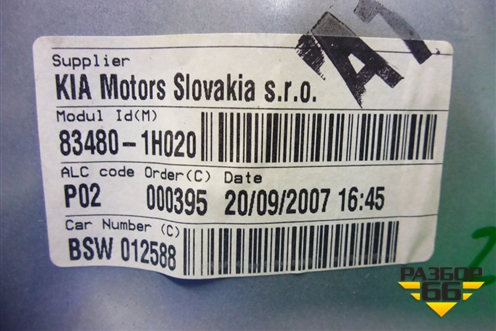 A1
Supplier
KIA Motors Slovakia s.r.o.
Modul Id(M)
83480-1H020
ALC code Order(C) Date
P02 000395 20/09/2007 16:45
Car Number (C)
BSW 012588
РАЗБОР
66